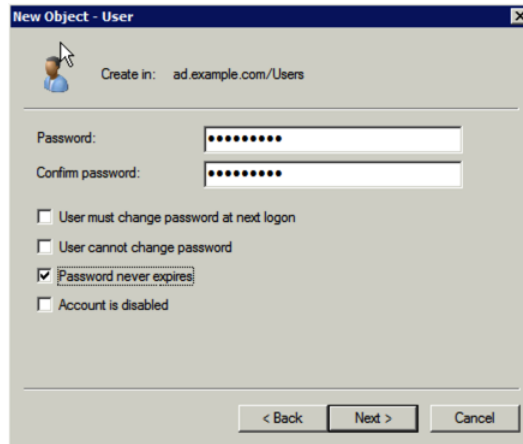 New Object - User
Create in: ad.example.com/Users
Password: •••••••••
Confirm password: •••••••••
User must change password at next logon
User cannot change password
Password never expires
Account is disabled
< Back Next > Cancel